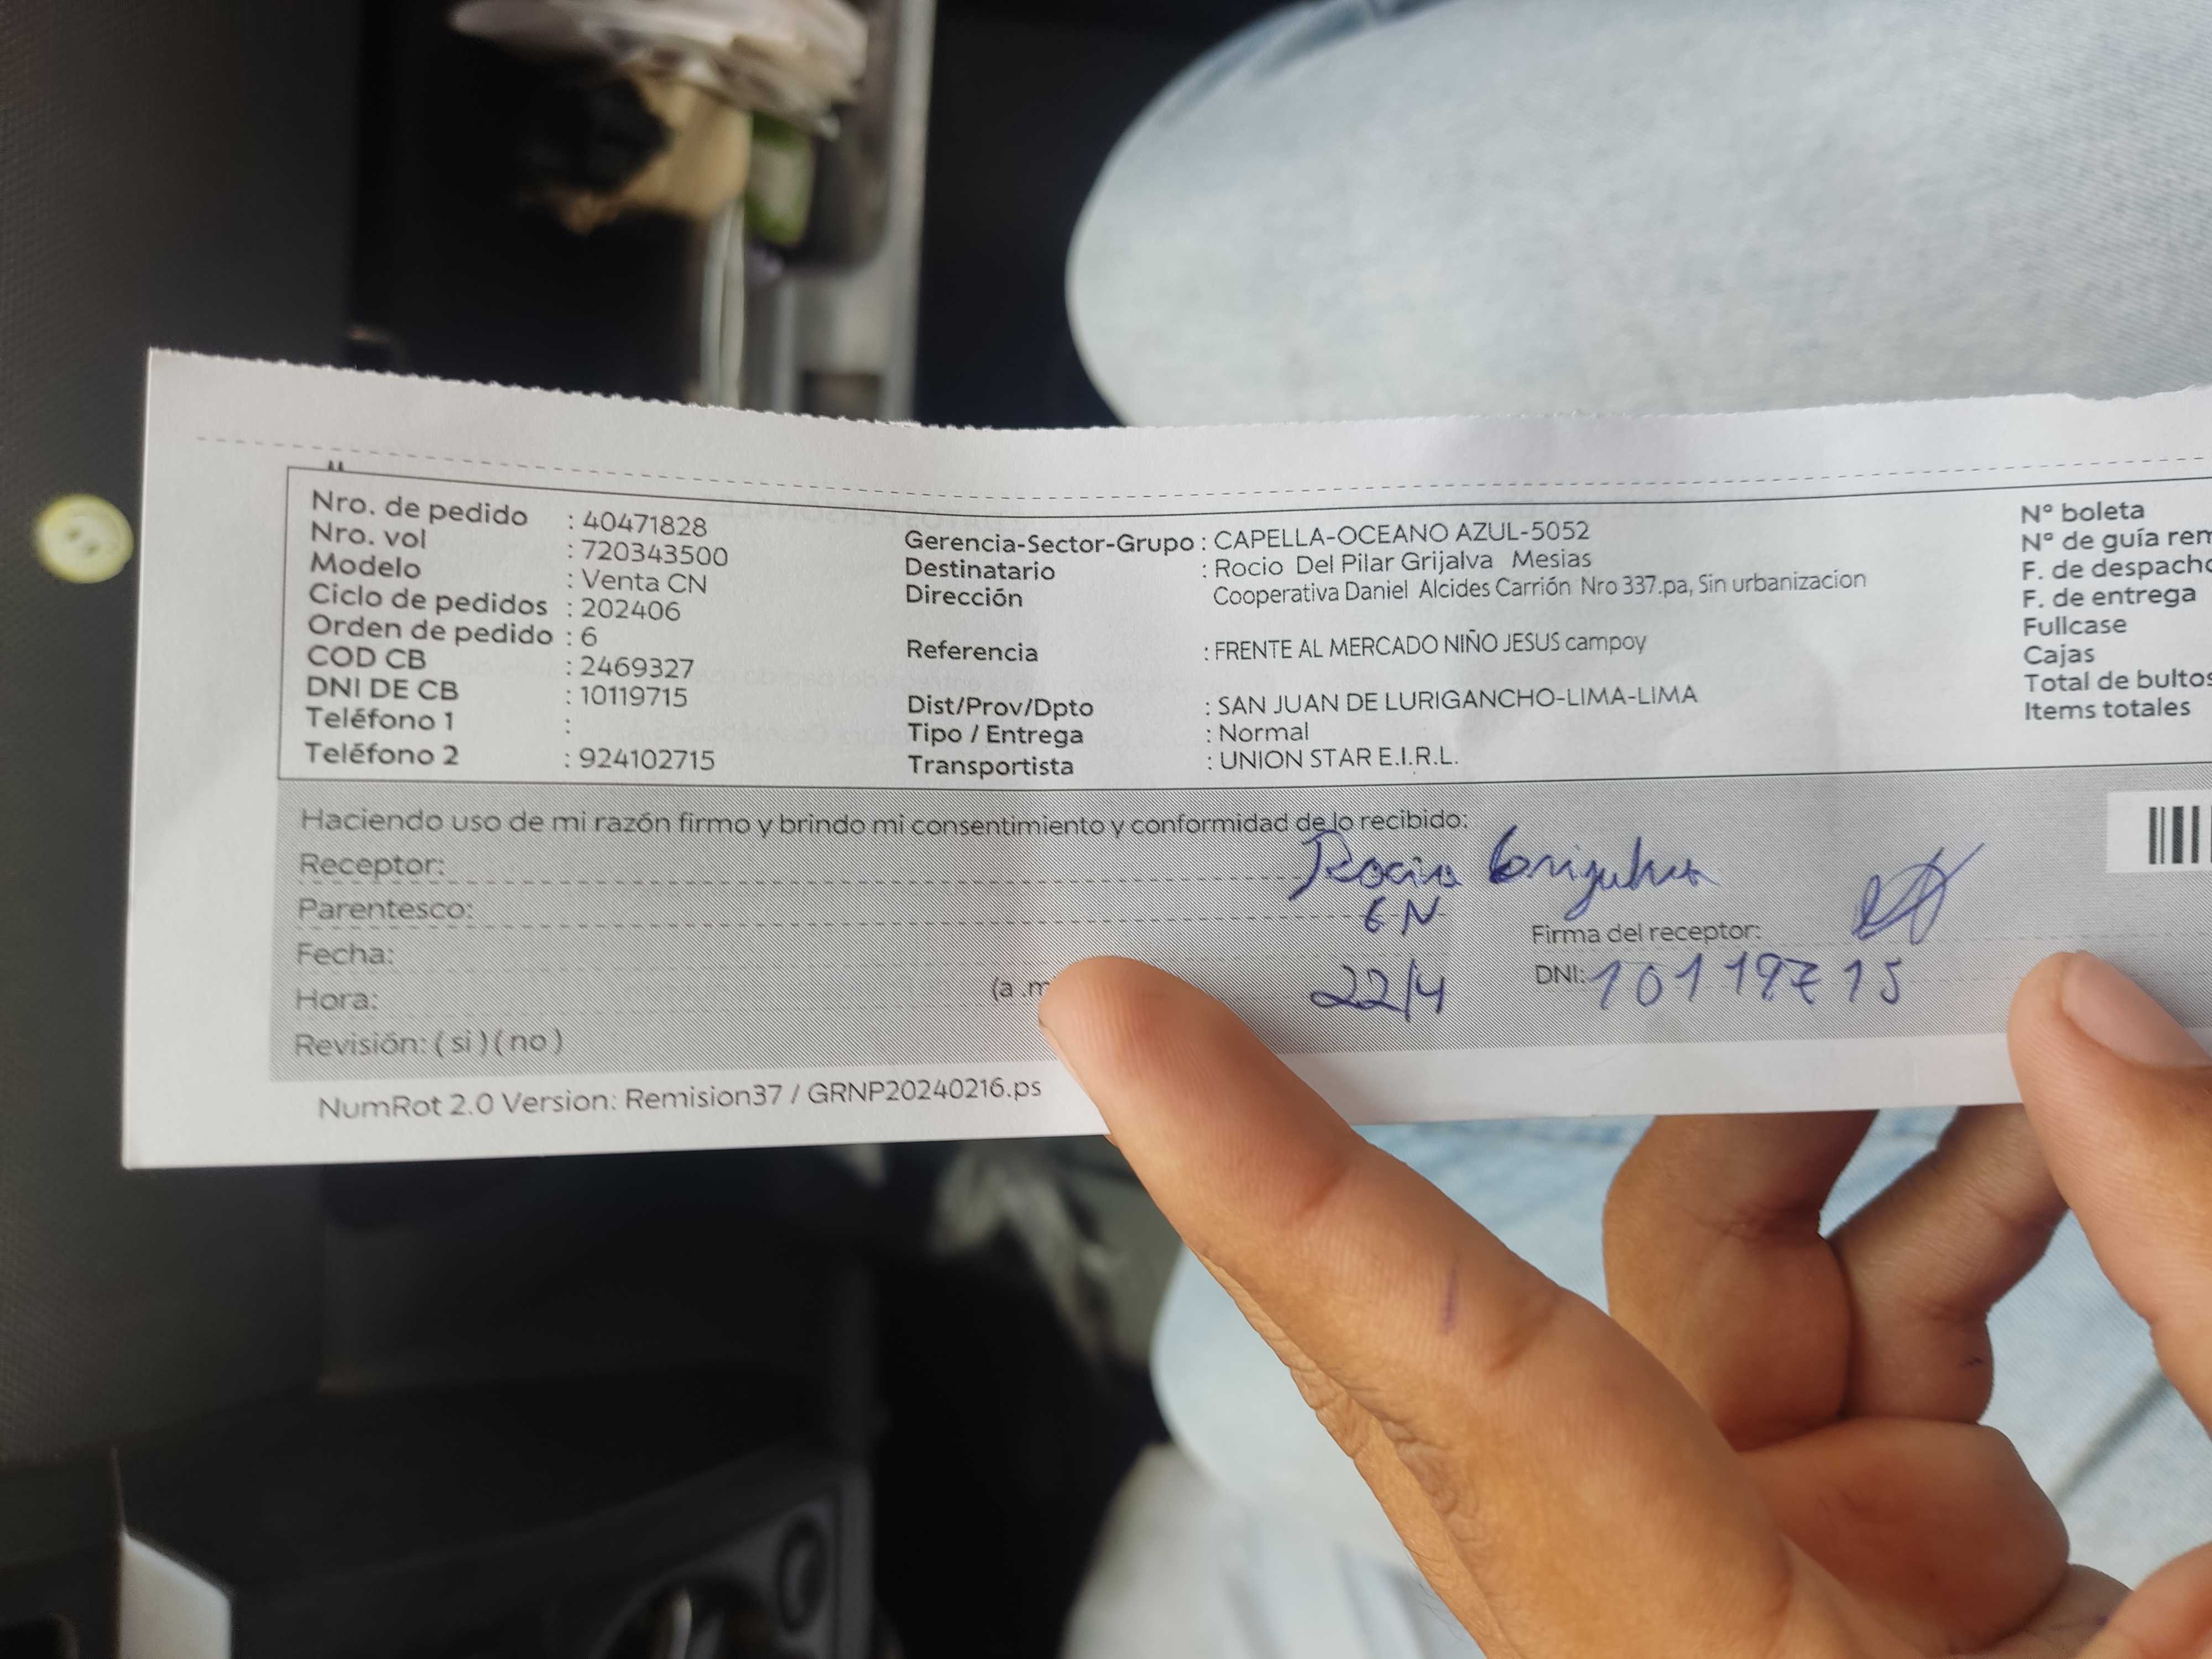 Nro. de pedido : 40471828
Nro. vol : 720343500
Modelo : Venta CN
Ciclo de pedidos : 202406
Orden de pedido : 6
COD CB : 2469327
DNI DE CB : 10119715
Teléfono 1 :
Teléfono 2 : 924102715
Gerencia-Sector-Grupo : CAPELLA-OCEANO AZUL-5052
Destinatario : Rocio Del Pilar Grijalva Mesias
Dirección Cooperativa Daniel Alcides Carrión Nro 337.pa, Sin urbanizacion
Referencia : FRENTE AL MERCADO NIÑO JESUS campoy
Dist/Prov/Dpto : SAN JUAN DE LURIGANCHO-LIMA-LIMA
Tipo / Entrega : Normal
Transportista : UNION STAR E.I.R.L.
N° boleta
N° de guía rem
F. de despacho
F. de entrega
Fullcase
Cajas
Total de bultos
Items totales
Haciendo uso de mi razón firmo y brindo mi consentimiento y conformidad de lo recibido:
Receptor: Rocio Grijalva
Parentesco:
Fecha: 22/4
Hora: (a.m
Revisión: ( si ) ( no )
Firma del receptor:
DNI: 10119715
NumRot 2.0 Version: Remision37 / GRNP20240216.ps